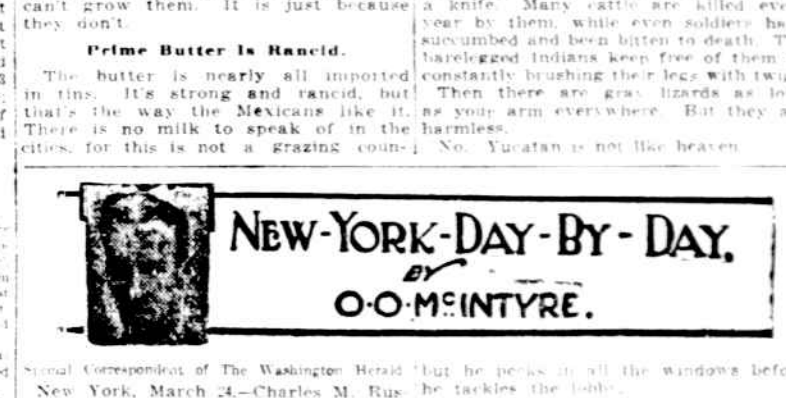 can't grow them. It is just because
they don't.
Prime Butter Is Rancid.
The butter is nearly all imported
in tins. It's strong and rancid, but
that's the way the Mexicans like it.
There is no milk to speak of in the
cities, for this is not a grazing coun-
a knife. Many cattle are killed eve
year by them, while even soldiers ha
succumbed and been bitten to death. T
barelegged Indians keep free of them
constantly brushing their legs with twig
Then there are gray lizards as lo
as your arm everywhere. But they a
harmless.
No. Yucatan is not like heaven
NEW-YORK-DAY-BY-DAY.
BY
O.O.McINTYRE.
Special Correspondent of The Washington Herald
New York, March 24.—Charles M. Rus-
but he peeks in all the windows befo
he tackles the lobby.